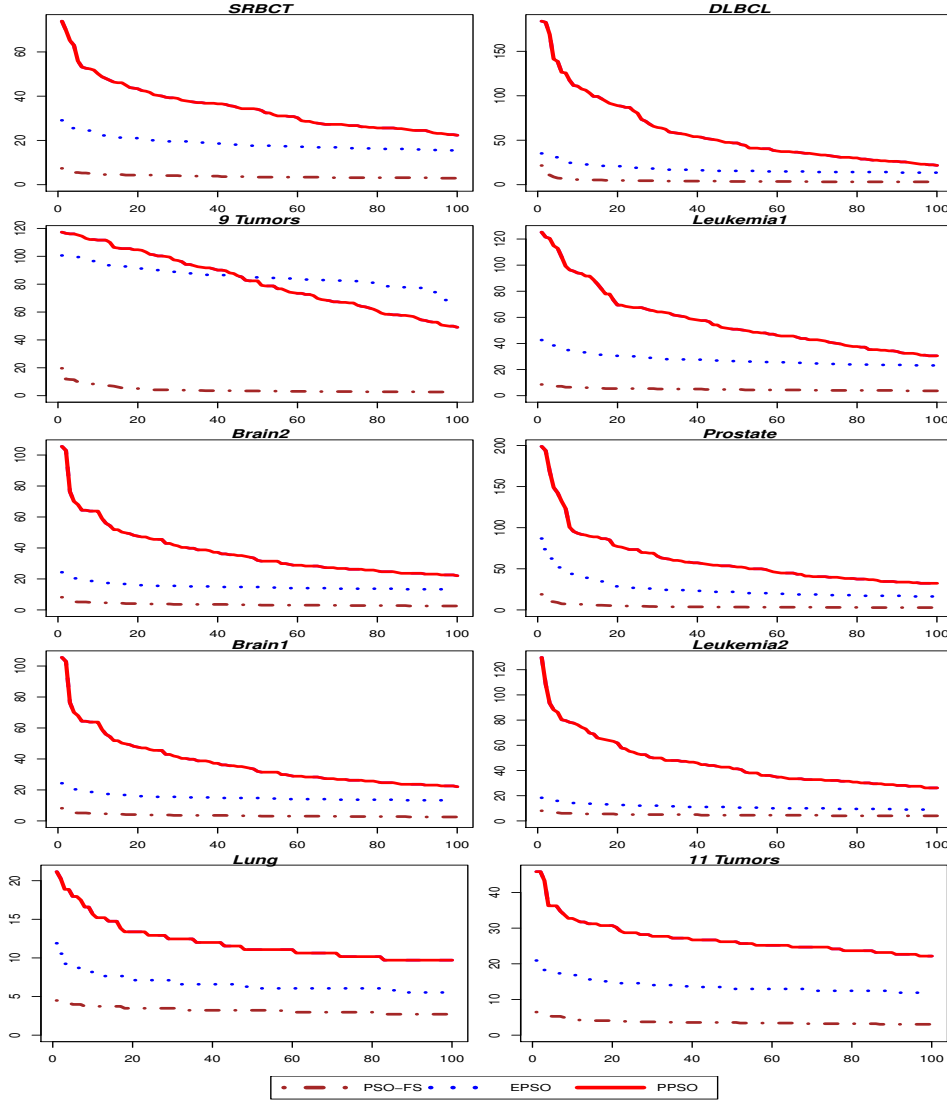 SRBCT
0 20 40 60
0 20 40 60 80 100
DLBCL
0 50 100 150
0 20 40 60 80 100
9 Tumors
0 20 40 60 80 100 120
0 20 40 60 80 100
Leukemia1
0 20 40 60 80 100 120
0 20 40 60 80 100
Brain2
0 20 40 60 80 100
0 20 40 60 80 100
Prostate
0 50 100 150 200
0 20 40 60 80 100
Brain1
0 20 40 60 80 100
0 20 40 60 80 100
Leukemia2
0 20 40 60 80 100 120
0 20 40 60 80 100
Lung
0 5 10 15 20
0 20 40 60 80 100
11 Tumors
0 10 20 30 40
0 20 40 60 80 100
PSO−FS EPSO PPSO